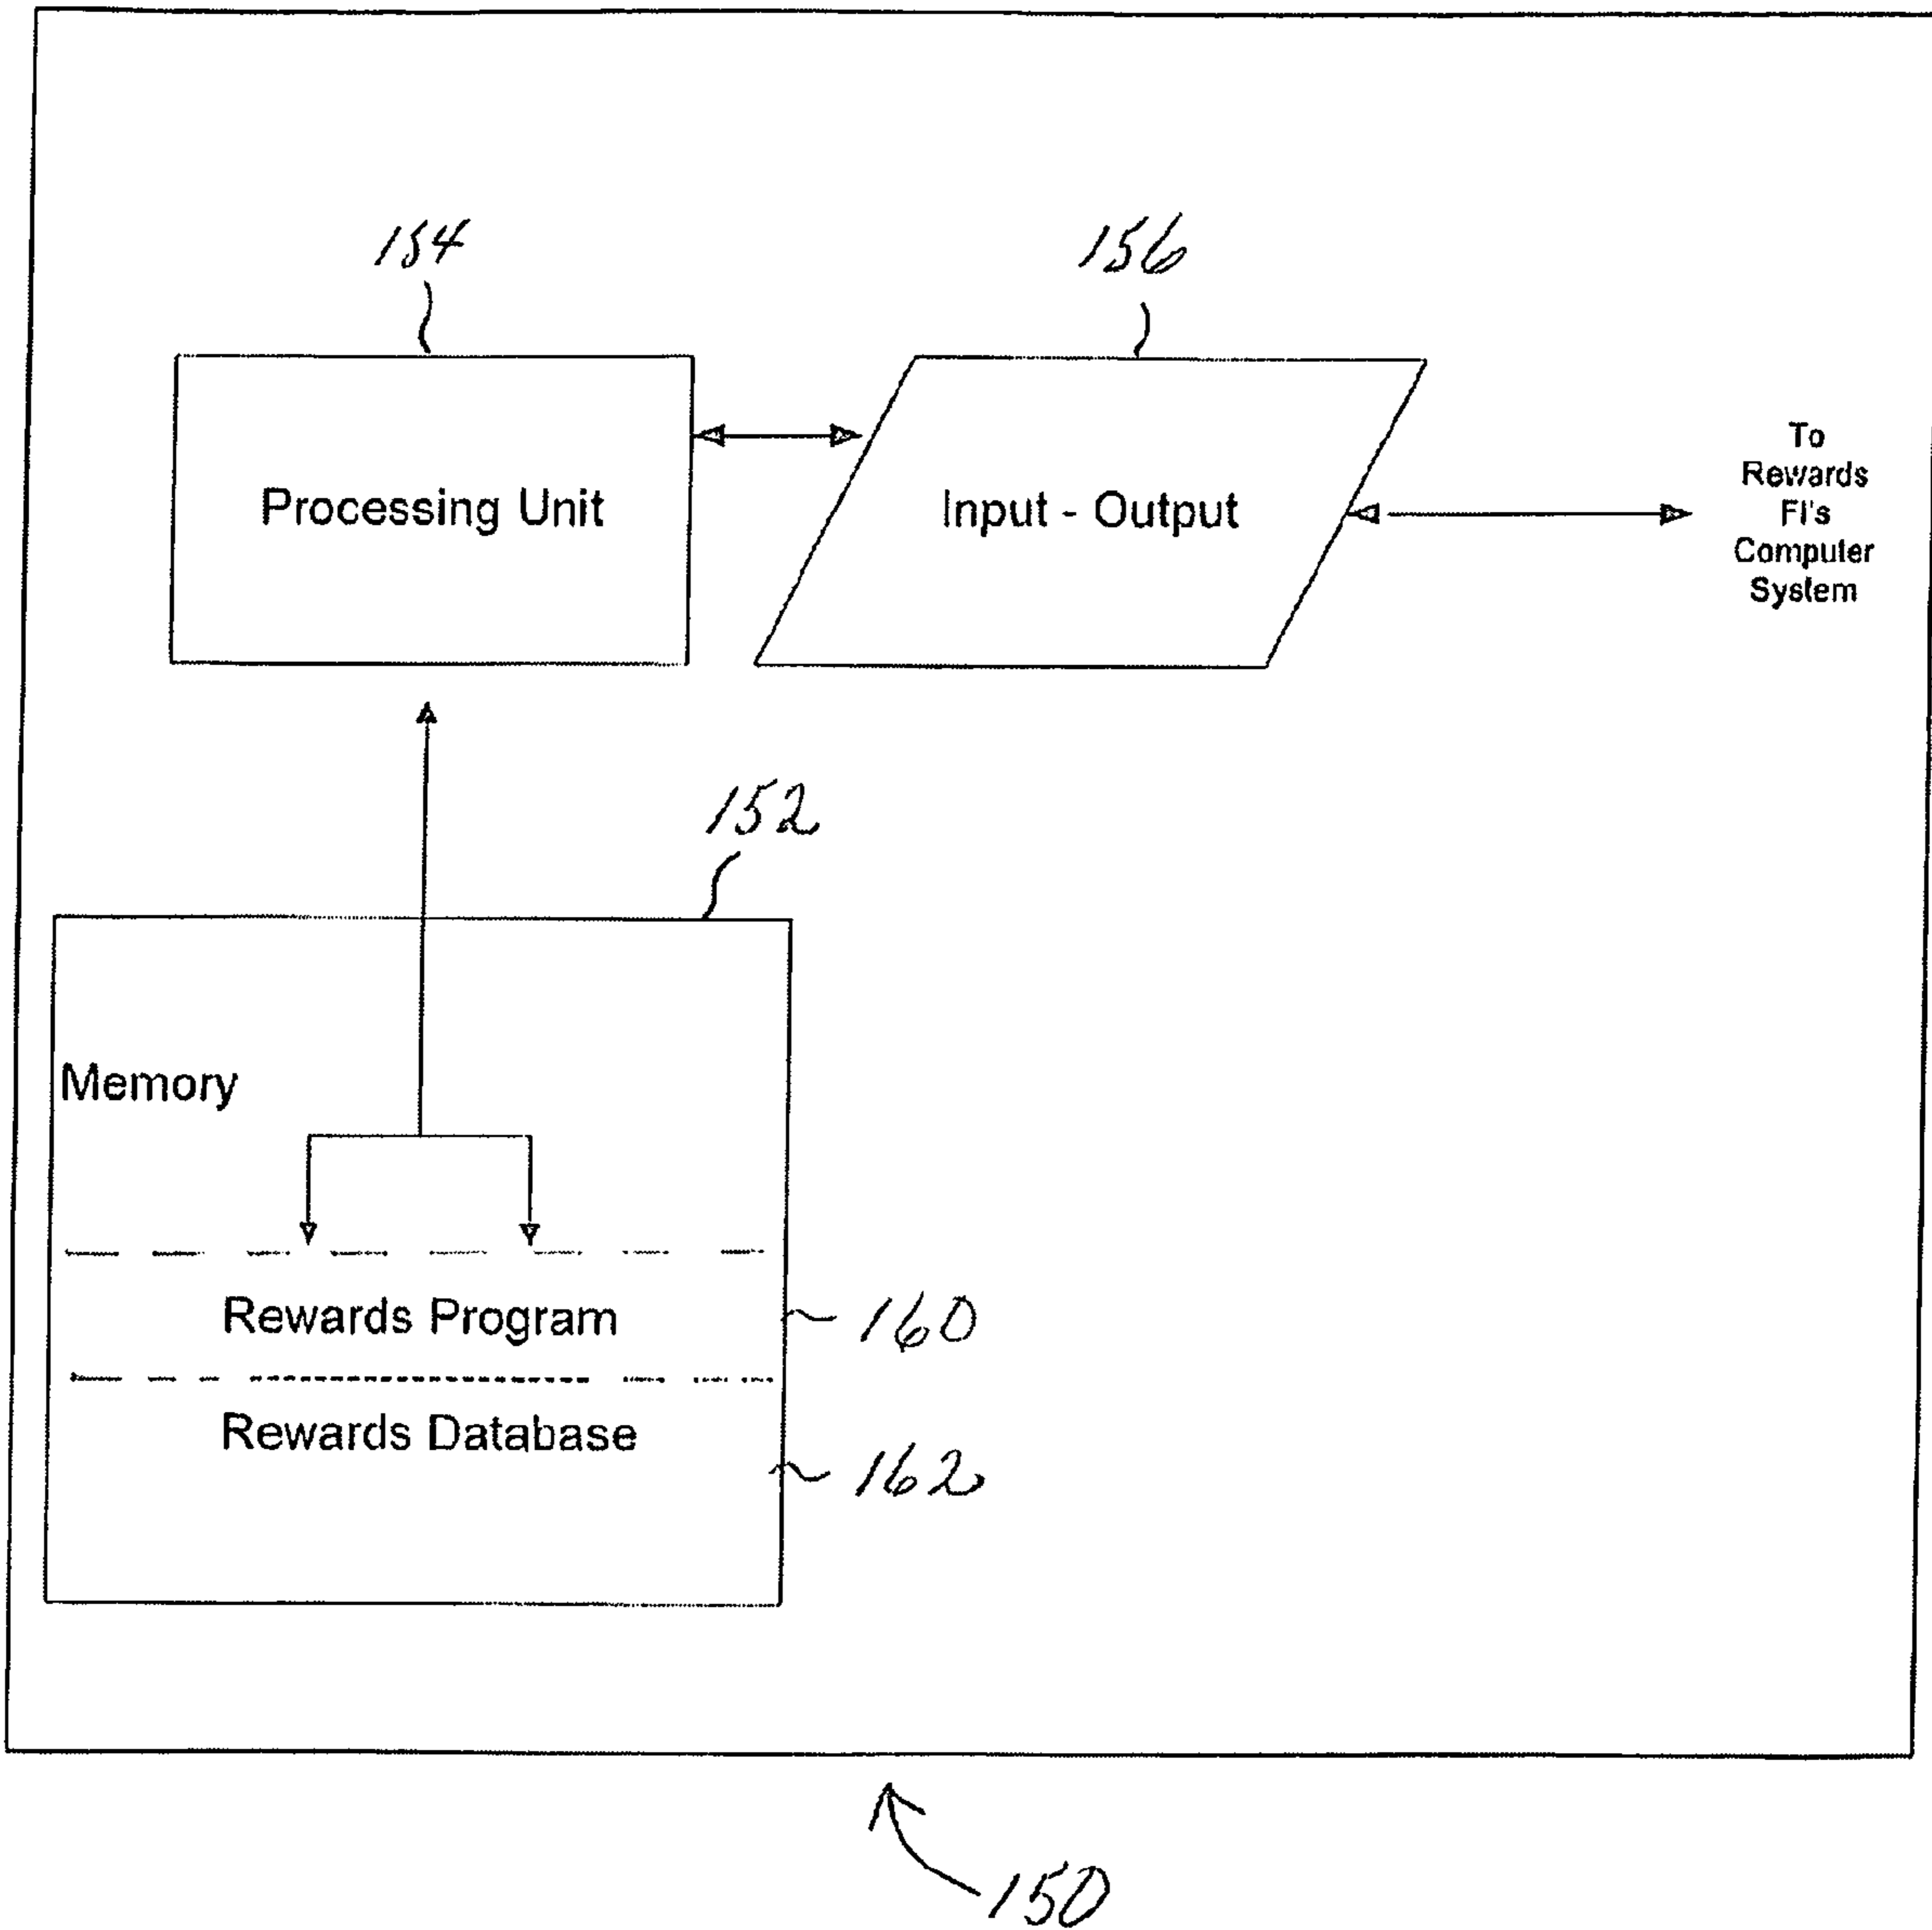 154
156
Processing Unit
Input - Output
To
Rewards
FI's
Computer
System
152
Memory
Rewards Program
160
Rewards Database
162
150